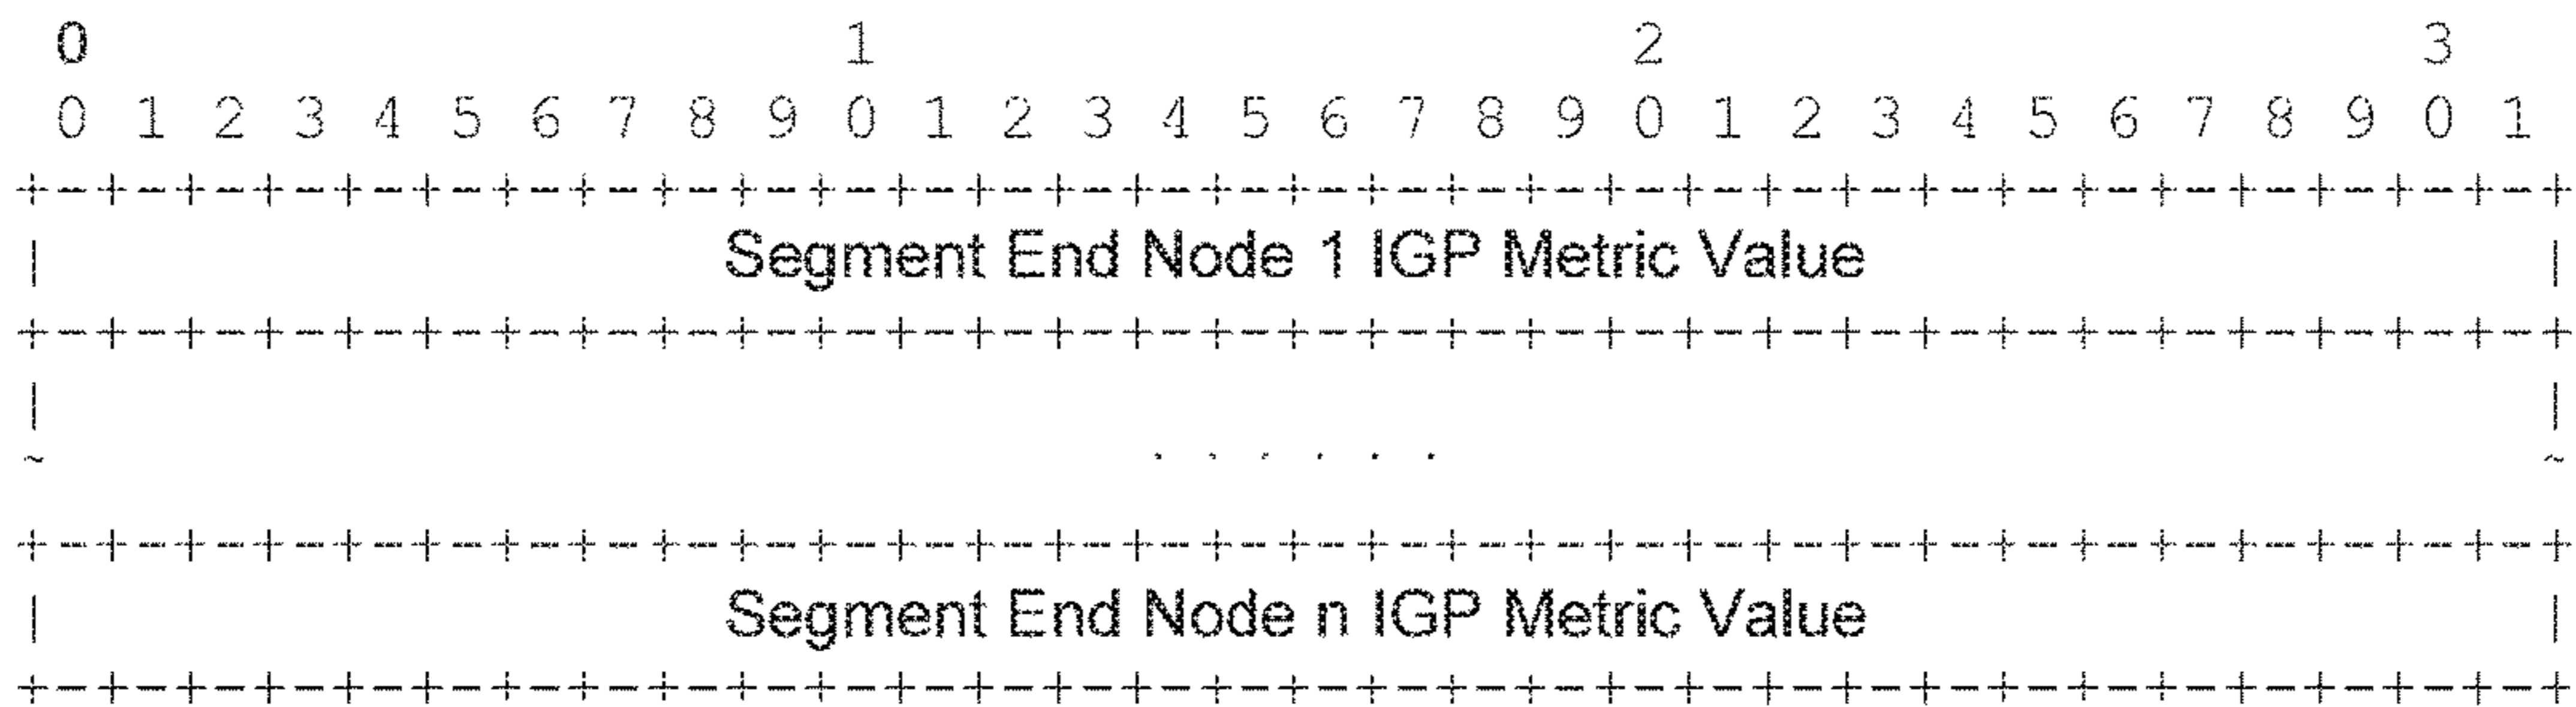 0 1 2 3
0 1 2 3 4 5 6 7 8 9 0 1 2 3 4 5 6 7 8 9 0 1 2 3 4 5 6 7 8 9 0 1
+-+-+-+-+-+-+-+-+-+-+-+-+-+-+-+-+-+-+-+-+-+-+-+-+-+-+-+-+-+-+-+-+
| Segment End Node 1 IGP Metric Value |
+-+-+-+-+-+-+-+-+-+-+-+-+-+-+-+-+-+-+-+-+-+-+-+-+-+-+-+-+-+-+-+-+
| |
~ . . . . . . ~
+-+-+-+-+-+-+-+-+-+-+-+-+-+-+-+-+-+-+-+-+-+-+-+-+-+-+-+-+-+-+-+-+
| Segment End Node n IGP Metric Value |
+-+-+-+-+-+-+-+-+-+-+-+-+-+-+-+-+-+-+-+-+-+-+-+-+-+-+-+-+-+-+-+-+